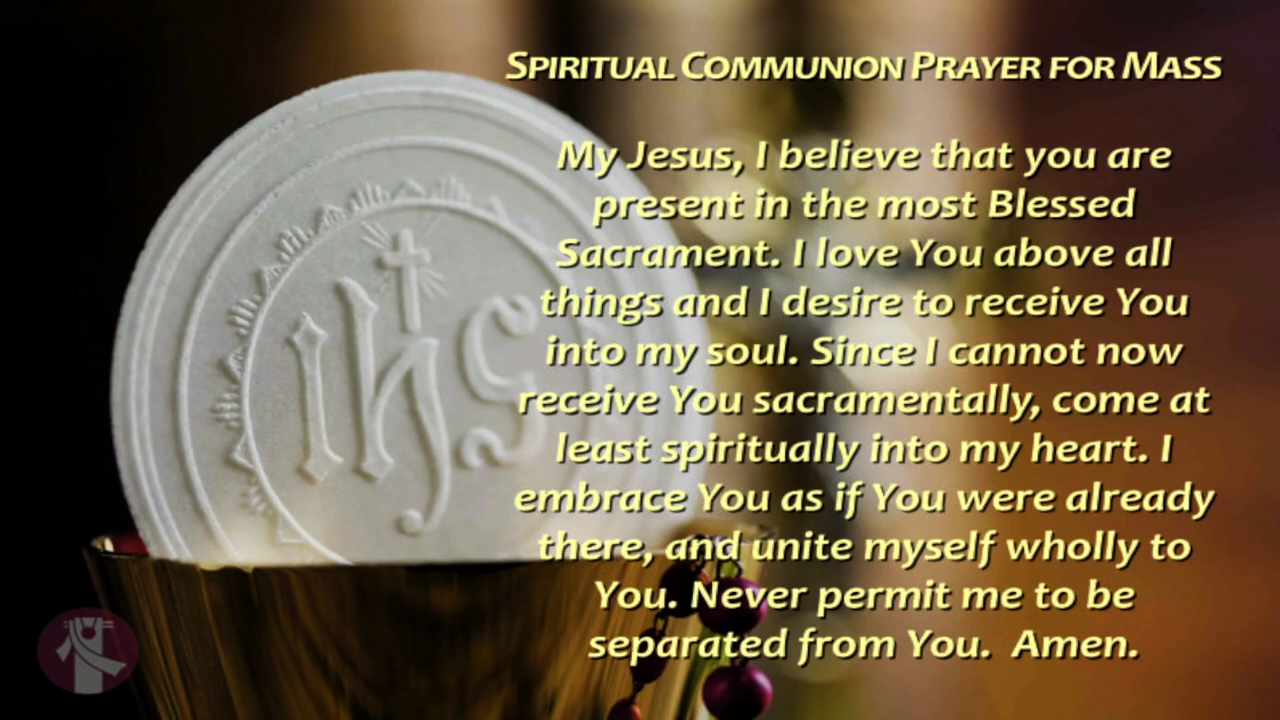 SPIRITUAL COMMUNION PRAYER FOR MASS
My Jesus, I believe that you are
present in the most Blessed
Sacrament. I love You above all
things and I desire to receive You
into my soul. Since I cannot now
receive You sacramentally, come at
least spiritually into my heart. I
embrace You as if You were already
there, and unite myself wholly to
You. Never permit me to be
separated from You.  Amen.
ihs